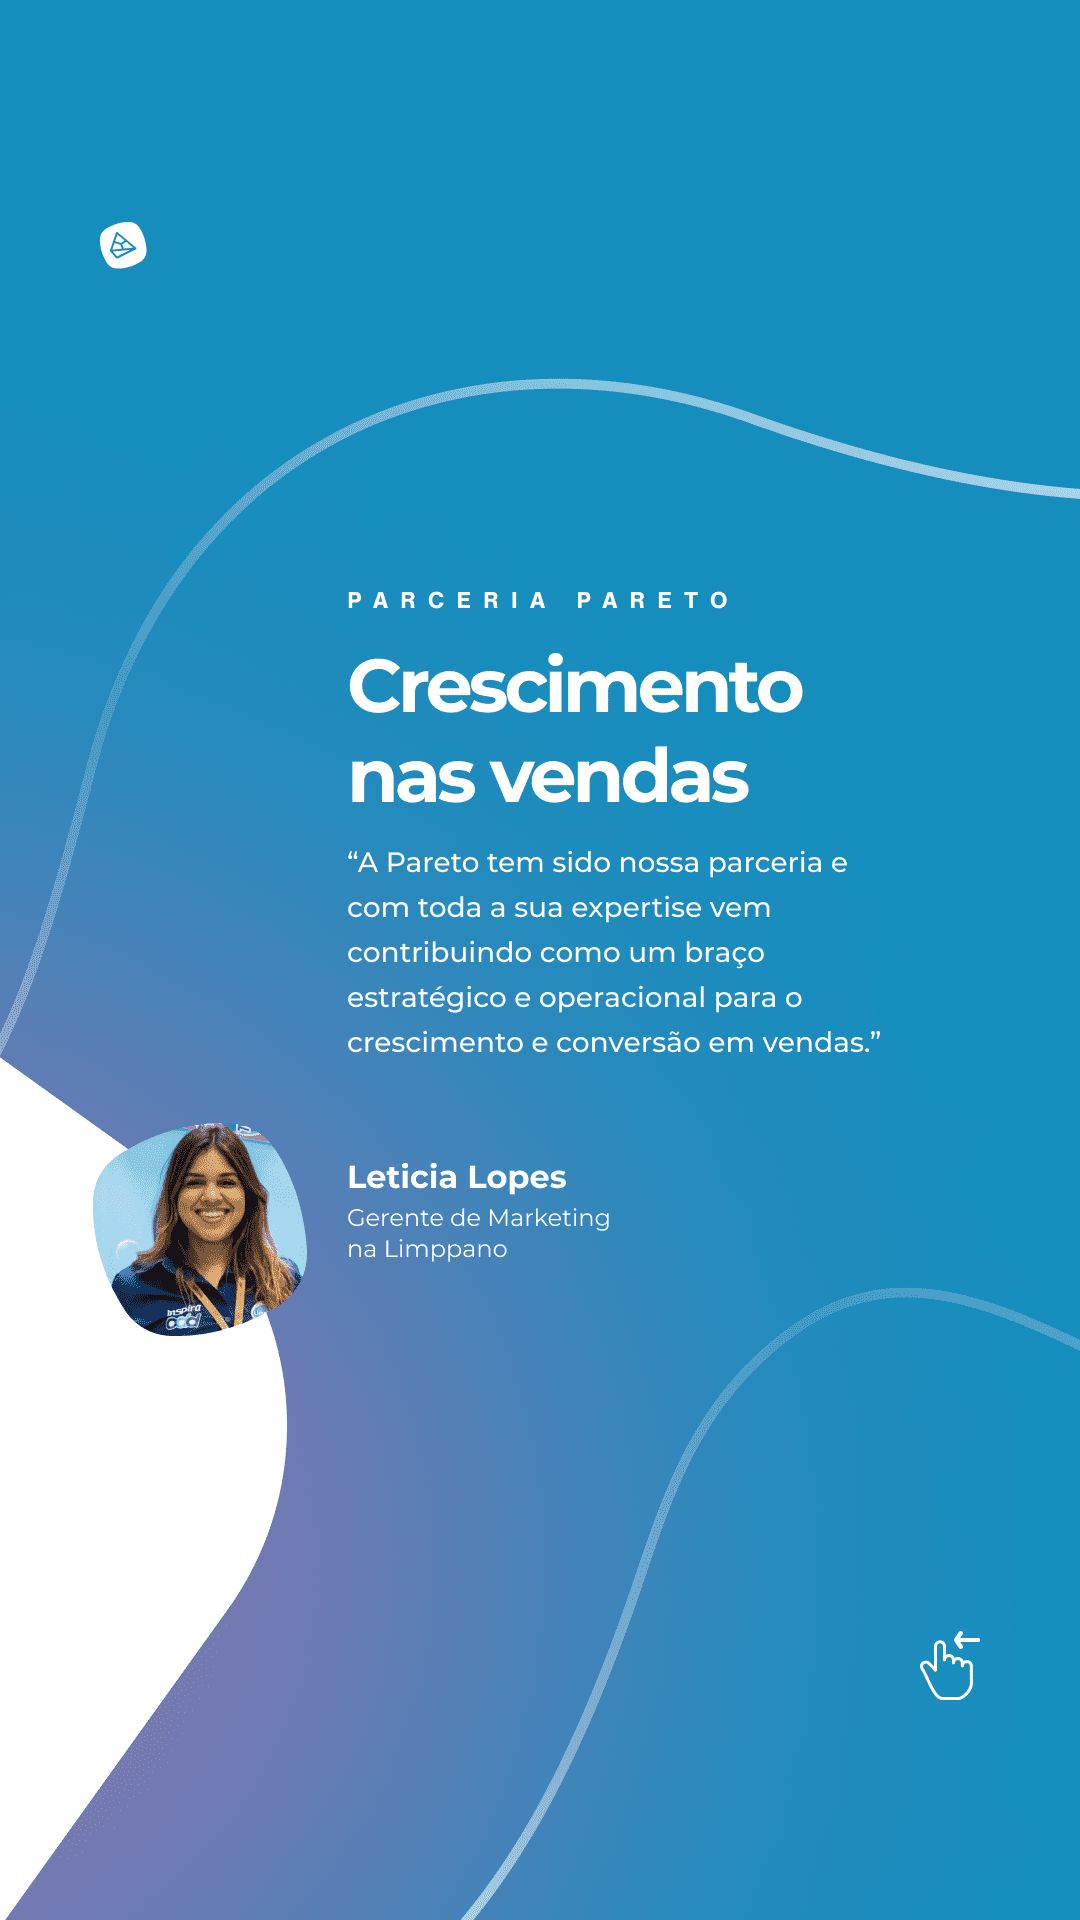 PARCERIA PARETO
Crescimento
nas vendas
“A Pareto tem sido nossa parceria e
com toda a sua expertise vem
contribuindo como um braço
estratégico e operacional para o
crescimento e conversão em vendas.”
Leticia Lopes
Gerente de Marketing
na Limppano
inspira